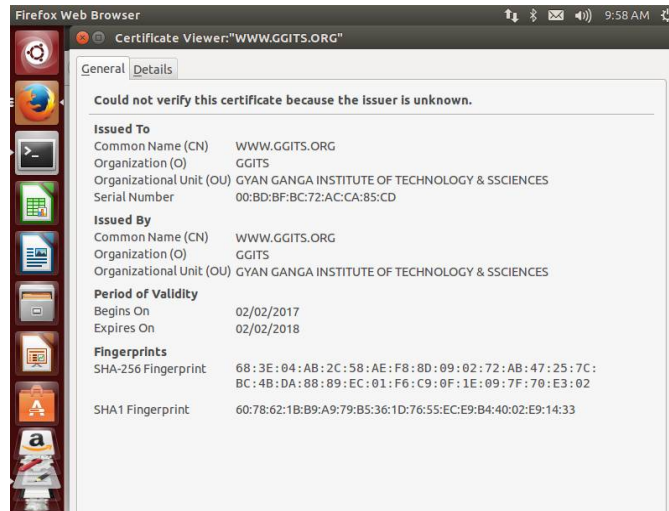 Firefox Web Browser 9:58 AM
Certificate Viewer:"WWW.GGITS.ORG"
General Details
Could not verify this certificate because the issuer is unknown.
Issued To
Common Name (CN) WWW.GGITS.ORG
Organization (O) GGITS
Organizational Unit (OU) GYAN GANGA INSTITUTE OF TECHNOLOGY & SSCIENCES
Serial Number 00:BD:BF:BC:72:AC:CA:85:CD
Issued By
Common Name (CN) WWW.GGITS.ORG
Organization (O) GGITS
Organizational Unit (OU) GYAN GANGA INSTITUTE OF TECHNOLOGY & SSCIENCES
Period of Validity
Begins On 02/02/2017
Expires On 02/02/2018
Fingerprints
SHA-256 Fingerprint 68:3E:04:AB:2C:58:AE:F8:8D:09:02:72:AB:47:25:7C:
BC:4B:DA:88:89:EC:01:F6:C9:0F:1E:09:7F:70:E3:02
SHA1 Fingerprint 60:78:62:1B:B9:A9:79:B5:36:1D:76:55:EC:E9:B4:40:02:E9:14:33